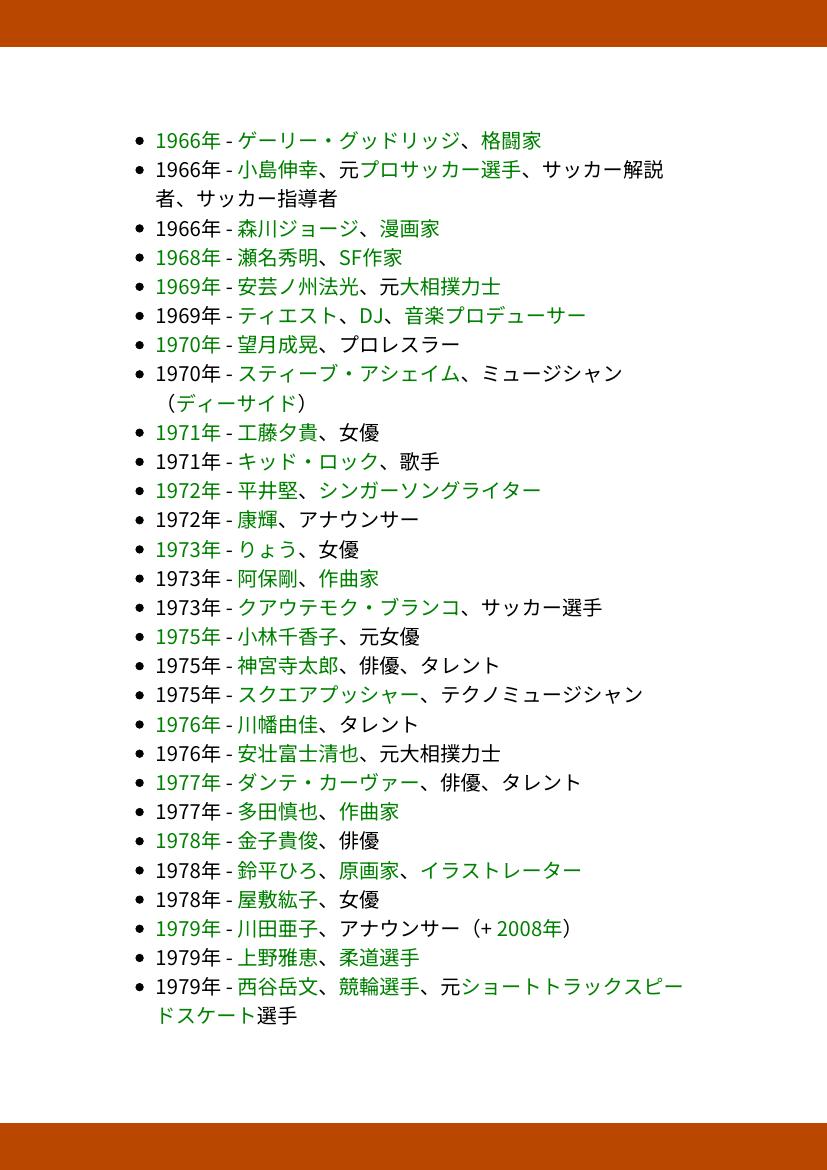 • 1966年 - ゲーリー・グッドリッジ、格闘家
• 1966年 - 小島伸幸、元プロサッカー選手、サッカー解説
者、サッカー指導者
• 1966年 - 森川ジョージ、漫画家
• 1968年 - 瀬名秀明、SF作家
• 1969年 - 安芸ノ州法光、元大相撲力士
• 1969年 - ティエスト、DJ、音楽プロデューサー
• 1970年 - 望月成晃、プロレスラー
• 1970年 - スティーブ・アシェイム、ミュージシャン
（ディーサイド）
• 1971年 - 工藤夕貴、女優
• 1971年 - キッド・ロック、歌手
• 1972年 - 平井堅、シンガーソングライター
• 1972年 - 康輝、アナウンサー
• 1973年 - りょう、女優
• 1973年 - 阿保剛、作曲家
• 1973年 - クアウテモク・ブランコ、サッカー選手
• 1975年 - 小林千香子、元女優
• 1975年 - 神宮寺太郎、俳優、タレント
• 1975年 - スクエアプッシャー、テクノミュージシャン
• 1976年 - 川幡由佳、タレント
• 1976年 - 安壮富士清也、元大相撲力士
• 1977年 - ダンテ・カーヴァー、俳優、タレント
• 1977年 - 多田慎也、作曲家
• 1978年 - 金子貴俊、俳優
• 1978年 - 鈴平ひろ、原画家、イラストレーター
• 1978年 - 屋敷紘子、女優
• 1979年 - 川田亜子、アナウンサー（+ 2008年）
• 1979年 - 上野雅恵、柔道選手
• 1979年 - 西谷岳文、競輪選手、元ショートトラックスピー
ドスケート選手